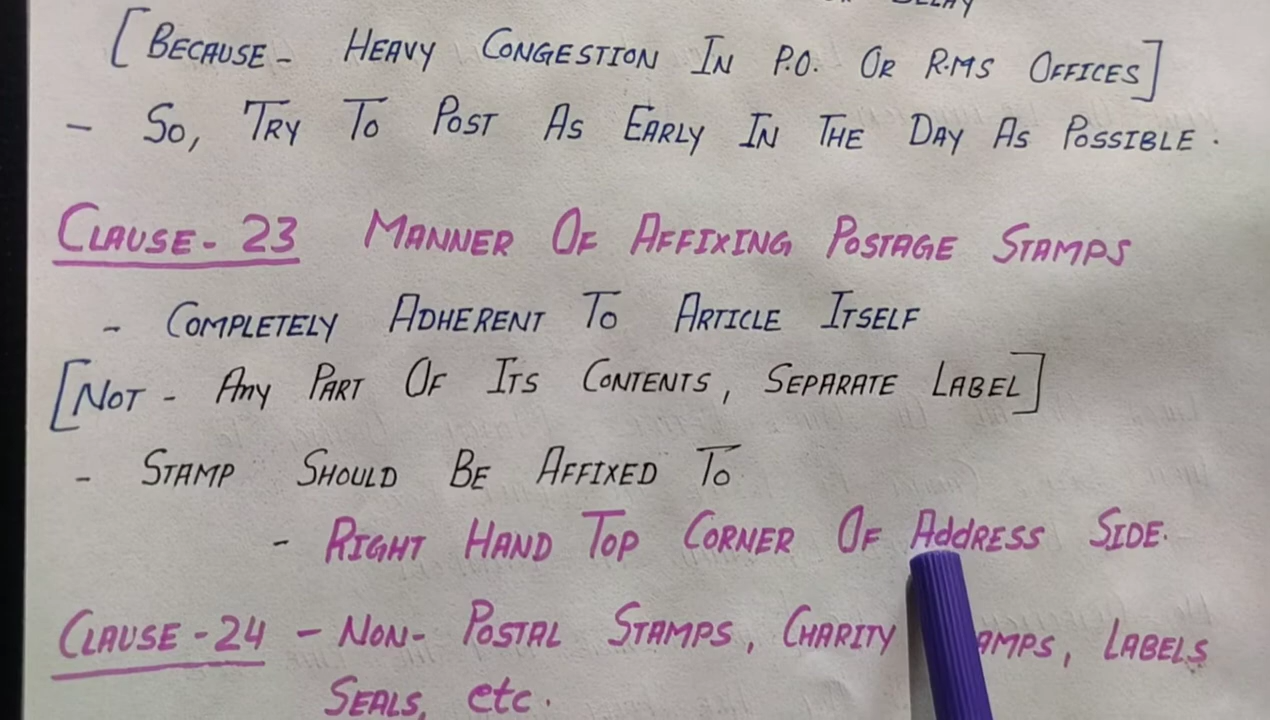 DELAY
[BECAUSE - HEAVY CONGESTION IN P.O. OR R.M.S OFFICES]
- SO, TRY TO POST AS EARLY IN THE DAY AS POSSIBLE.
CLAUSE - 23 MANNER OF AFFIXING POSTAGE STAMPS
- COMPLETELY ADHERENT TO ARTICLE ITSELF
[NOT - ANY PART OF ITS CONTENTS, SEPARATE LABEL]
- STAMP SHOULD BE AFFIXED TO
- RIGHT HAND TOP CORNER OF ADDRESS SIDE.
CLAUSE - 24 - NON- POSTAL STAMPS, CHARITY AMPS, LABELS
SEALS, etc.